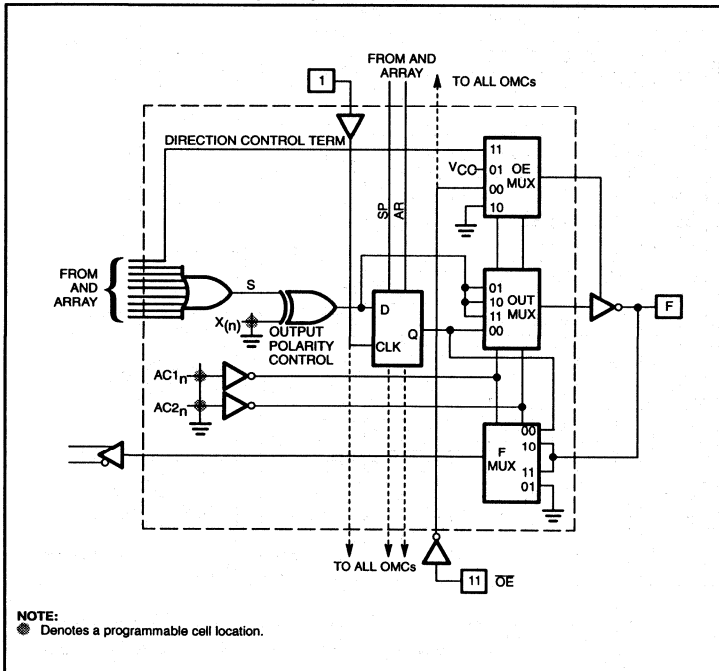 FROM AND
ARRAY
TO ALL OMCs
1
DIRECTION CONTROL TERM
11
VCC
01
OE
00
MUX
10
SP
AR
FROM
AND
ARRAY
S
X(n)
OUTPUT
POLARITY
CONTROL
D
Q
CLK
01
10
OUT
11
MUX
00
F
AC1n
AC2n
00
10
F
MUX
11
01
TO ALL OMCs
11
OE
NOTE:
Denotes a programmable cell location.